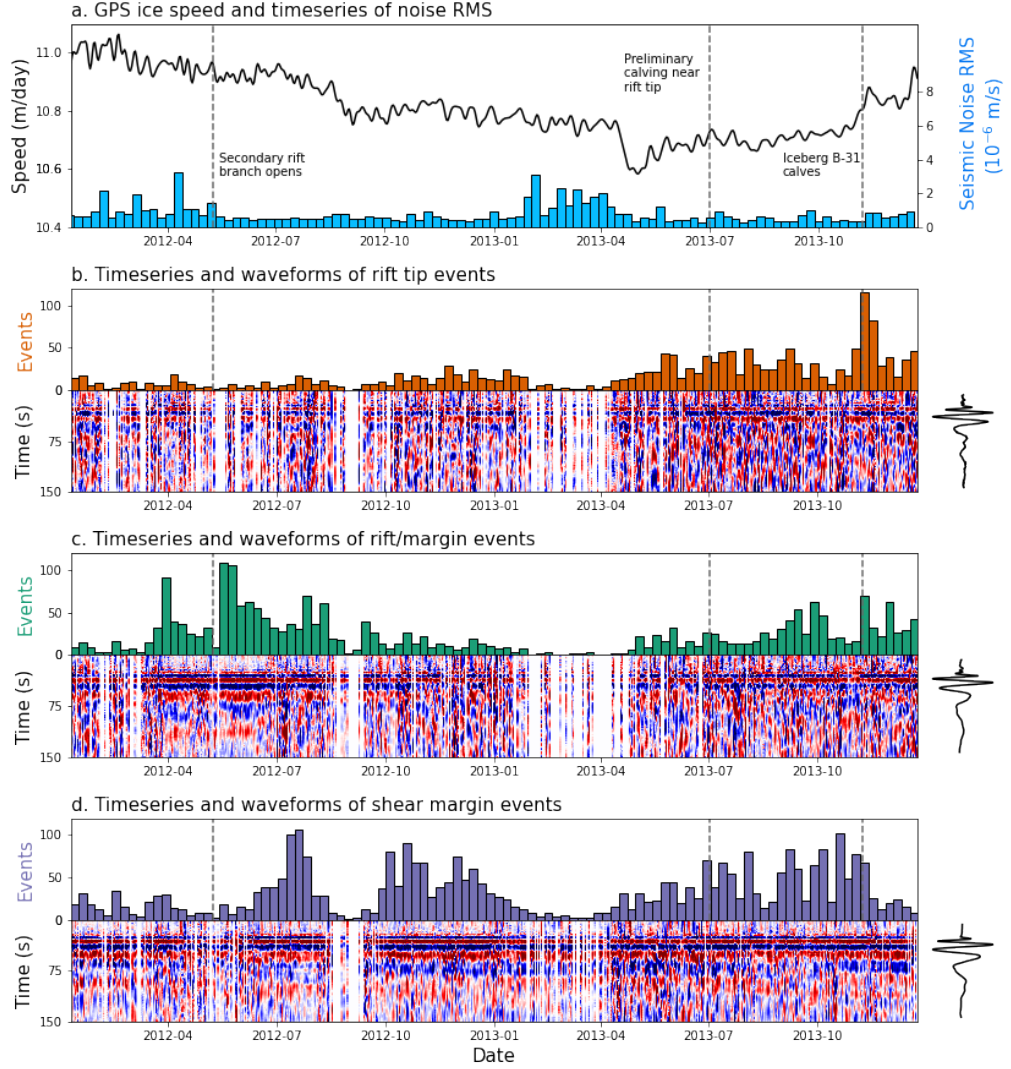 a. GPS ice speed and timeseries of noise RMS
Speed (m/day)
11.0
10.8
10.6
10.4
Preliminary
calving near
rift tip
Secondary rift
branch opens
Iceberg B-31
calves
8
6
4
2
0
Seismic Noise RMS
(10⁻⁶ m/s)
2012-04 2012-07 2012-10 2013-01 2013-04 2013-07 2013-10
b. Timeseries and waveforms of rift tip events
Events
100
50
0
Time (s)
75
150
2012-04 2012-07 2012-10 2013-01 2013-04 2013-07 2013-10
c. Timeseries and waveforms of rift/margin events
Events
100
50
0
Time (s)
75
150
2012-04 2012-07 2012-10 2013-01 2013-04 2013-07 2013-10
d. Timeseries and waveforms of shear margin events
Events
100
50
0
Time (s)
75
150
2012-04 2012-07 2012-10 2013-01 2013-04 2013-07 2013-10
Date